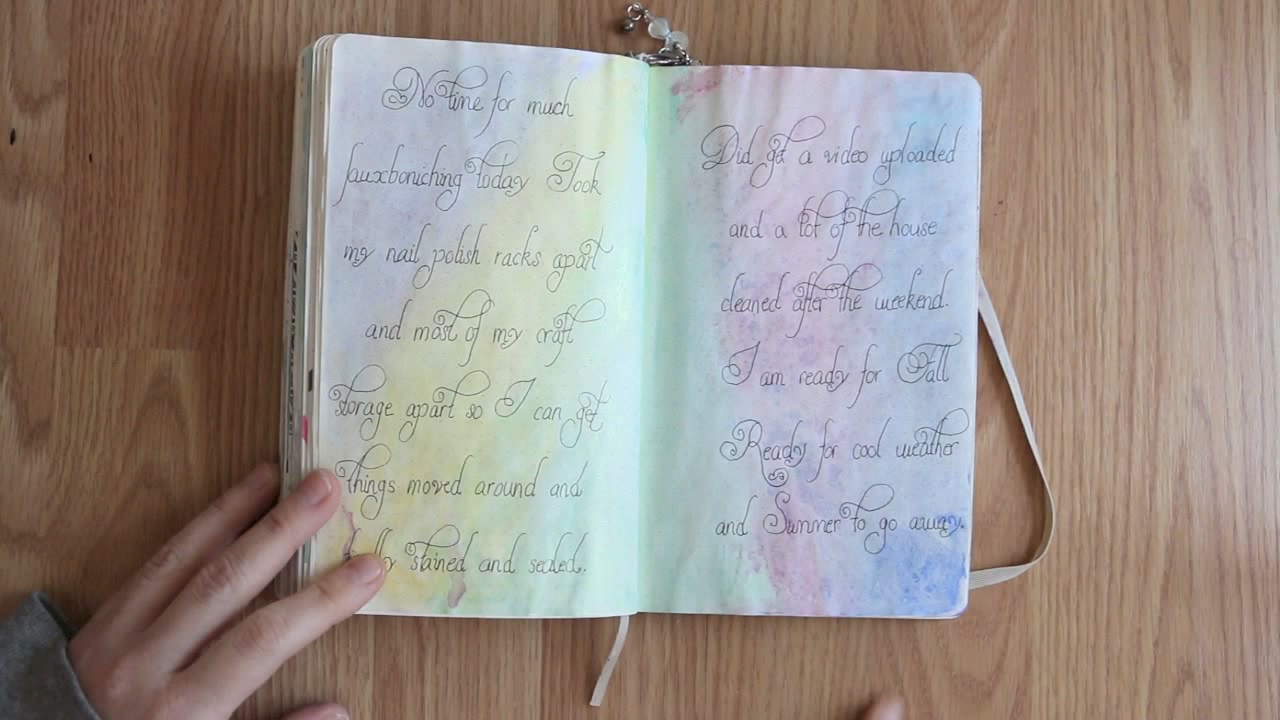 No time for much
fauxboniching today Took
my nail polish racks apart
and most of my craft
storage apart so I can get
things moved around and
stained and sealed.
Did get a video uploaded
and a lot of the house
cleaned after the weekend.
I am ready for Fall
Ready for cool weather
and Summer to go away.